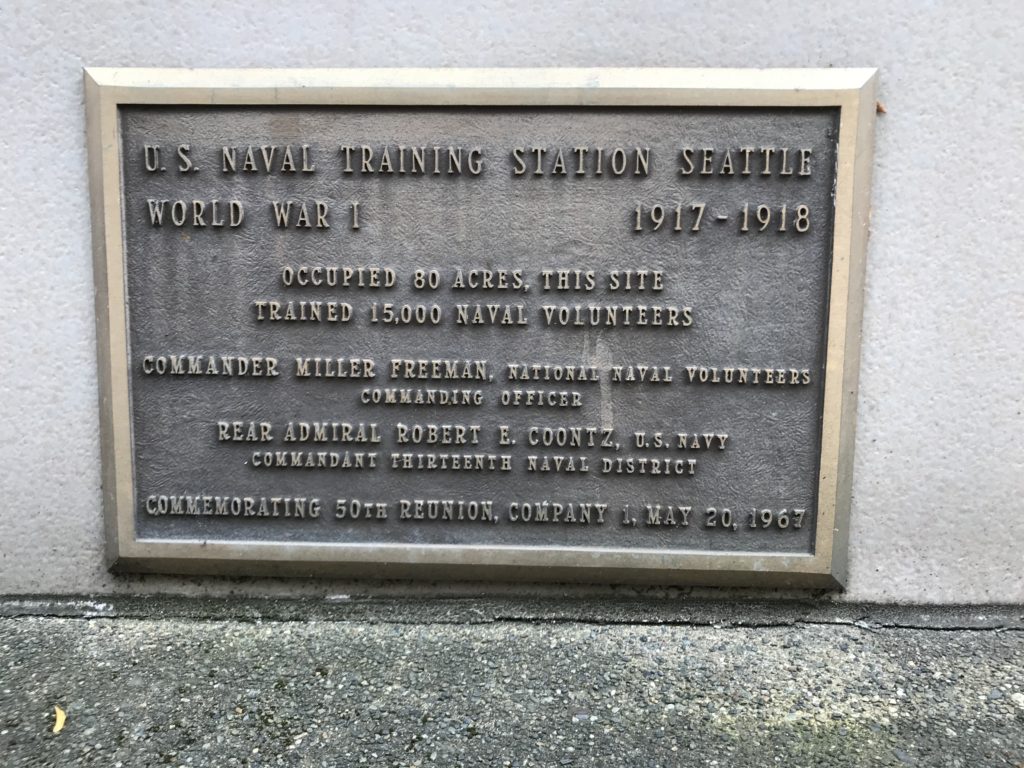 U.S. NAVAL TRAINING STATION SEATTLE
WORLD WAR I 1917-1918
OCCUPIED 80 ACRES, THIS SITE
TRAINED 15,000 NAVAL VOLUNTEERS
COMMANDER MILLER FREEMAN, NATIONAL NAVAL VOLUNTEERS
COMMANDING OFFICER
REAR ADMIRAL ROBERT E. COONTZ, U.S. NAVY
COMMANDANT THIRTEENTH NAVAL DISTRICT
COMMEMORATING 50TH REUNION, COMPANY 1, MAY 20, 1967